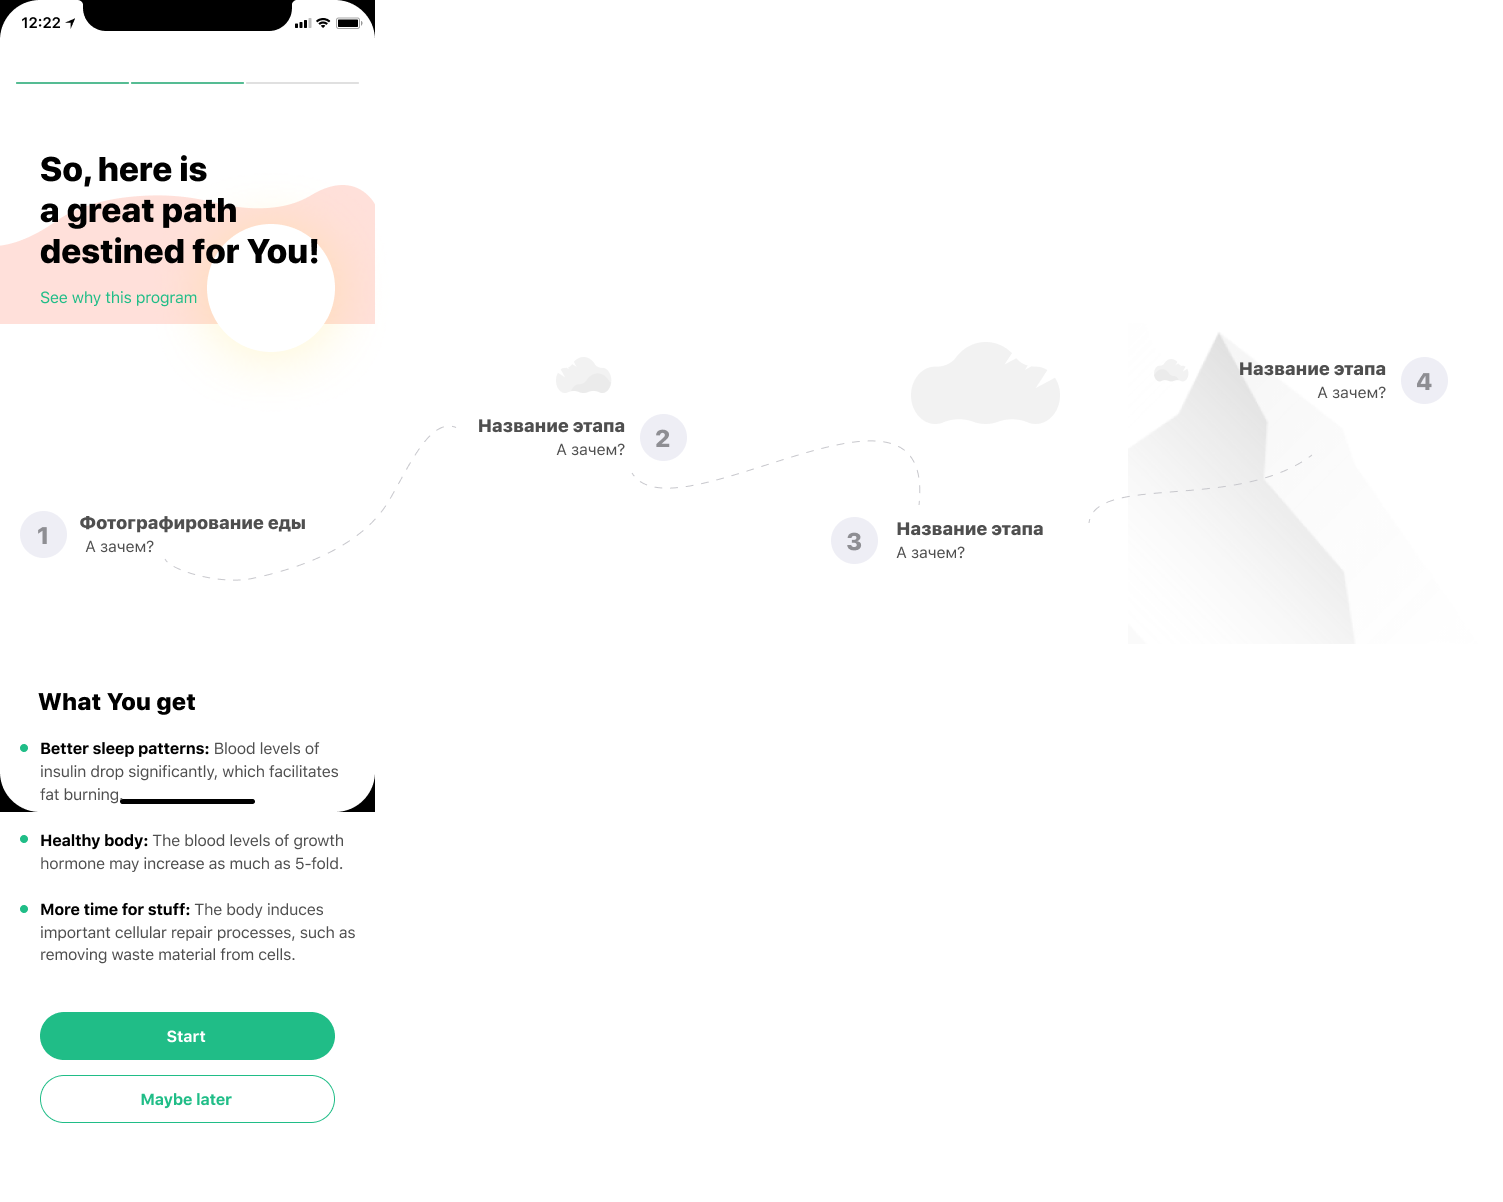 12:22
So, here is
a great path
destined for You!
See why this program
1
Фотографирование еды
А зачем?
Название этапа
А зачем?
2
3
Название этапа
А зачем?
Название этапа
А зачем?
4
What You get
Better sleep patterns: Blood levels of
insulin drop significantly, which facilitates
fat burning.
Healthy body: The blood levels of growth
hormone may increase as much as 5-fold.
More time for stuff: The body induces
important cellular repair processes, such as
removing waste material from cells.
Start
Maybe later